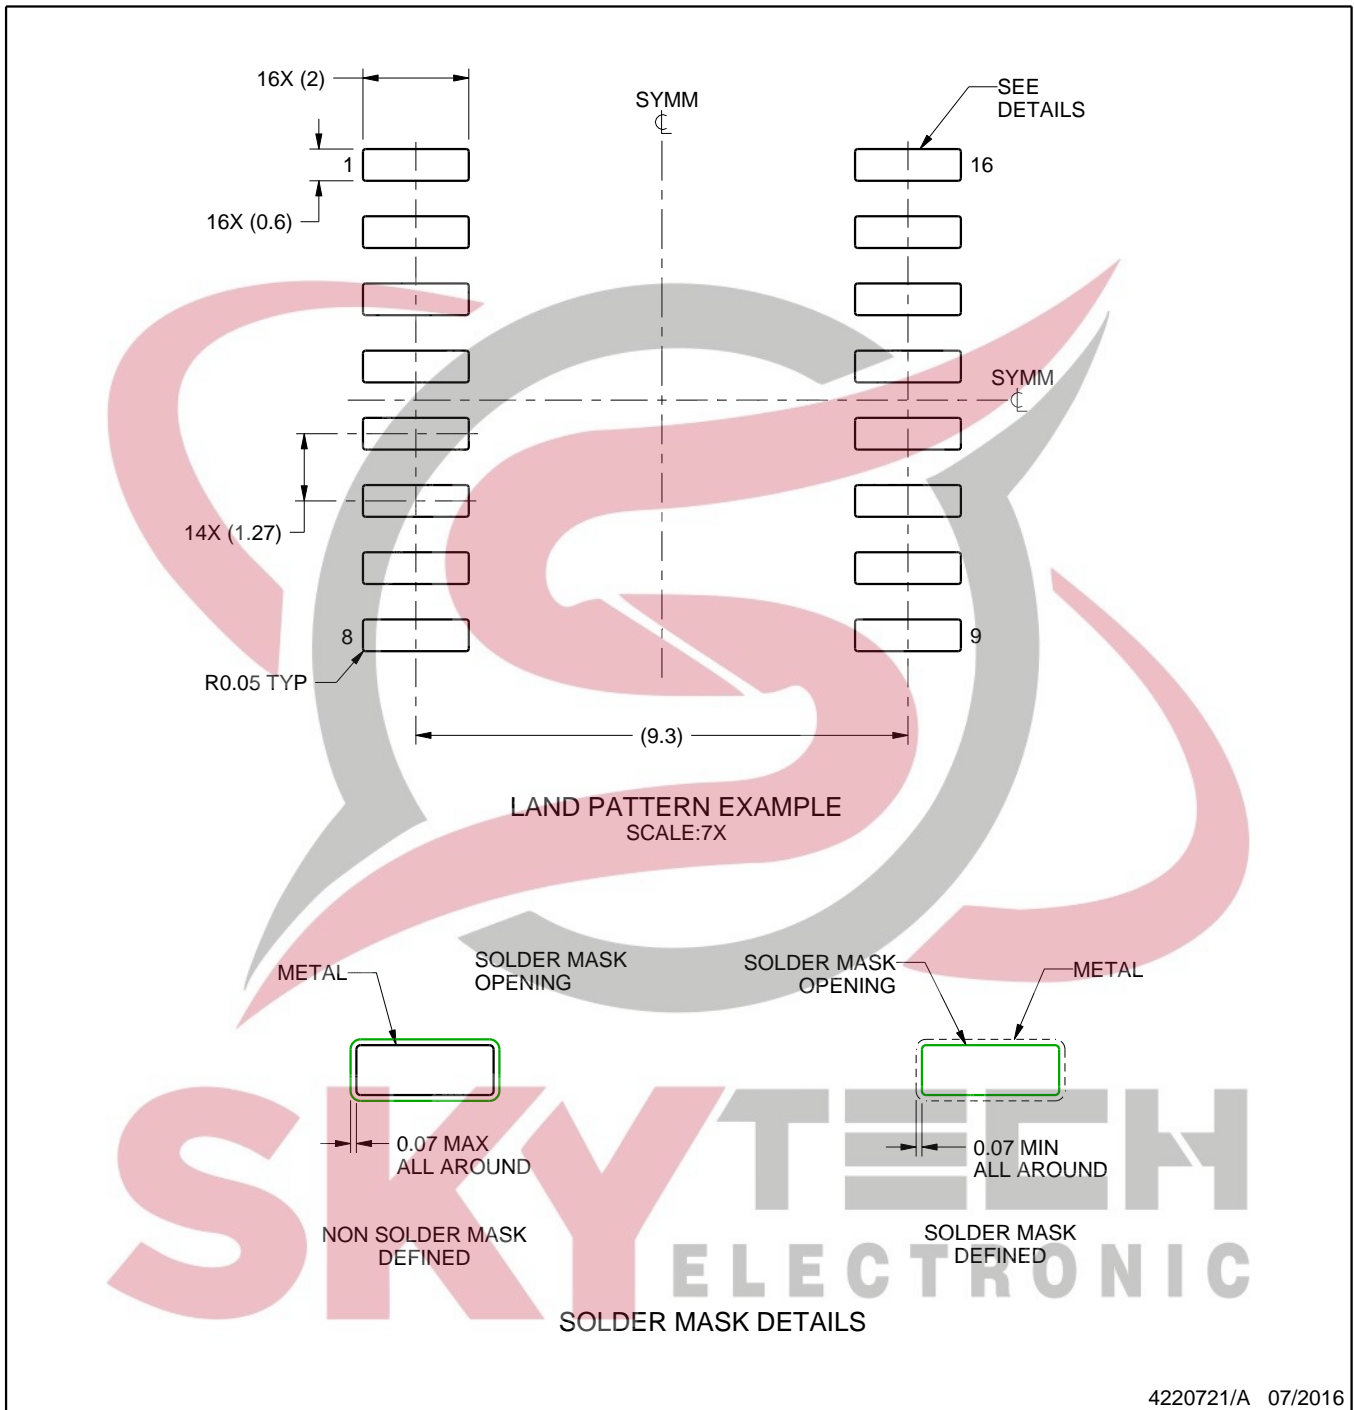 16X (2)
SYMM
SEE
DETAILS
1
16
16X (0.6)
SYMM
14X (1.27)
8
9
R0.05 TYP
(9.3)
LAND PATTERN EXAMPLE
SCALE:7X
METAL
SOLDER MASK
OPENING
SOLDER MASK
OPENING
METAL
0.07 MAX
ALL AROUND
0.07 MIN
ALL AROUND
NON SOLDER MASK
DEFINED
SOLDER MASK
DEFINED
SKYTECH
ELECTRONIC
SOLDER MASK DETAILS
4220721/A 07/2016